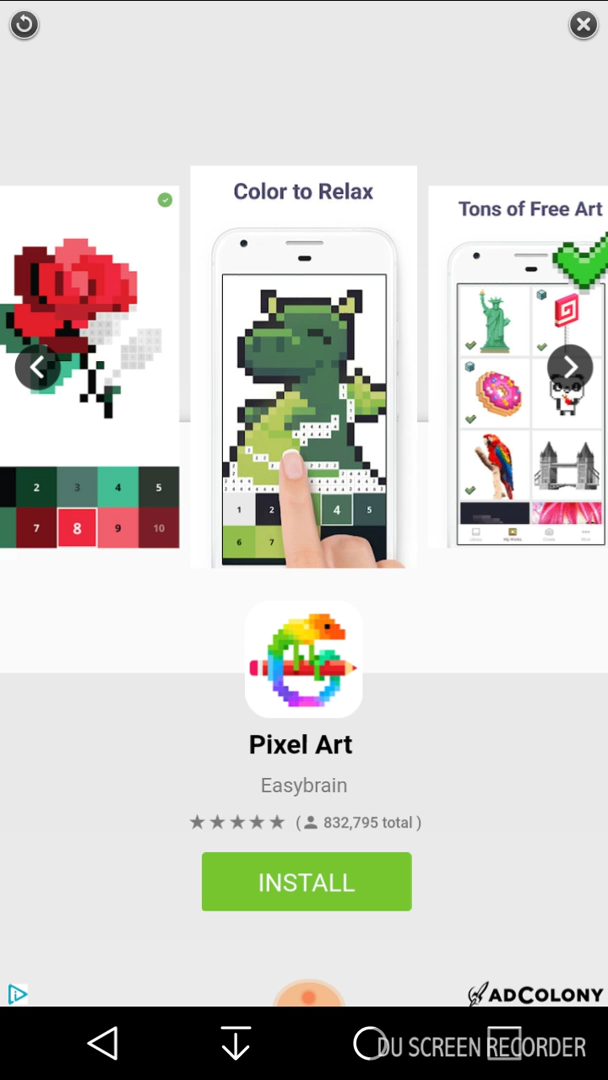 Color to Relax
Tons of Free Art
2 3 4 5
7 8 9 10
1 2 4 5
6 7
Pixel Art
Easybrain
( 832,795 total )
INSTALL
ADCOLONY
DU SCREEN RECORDER